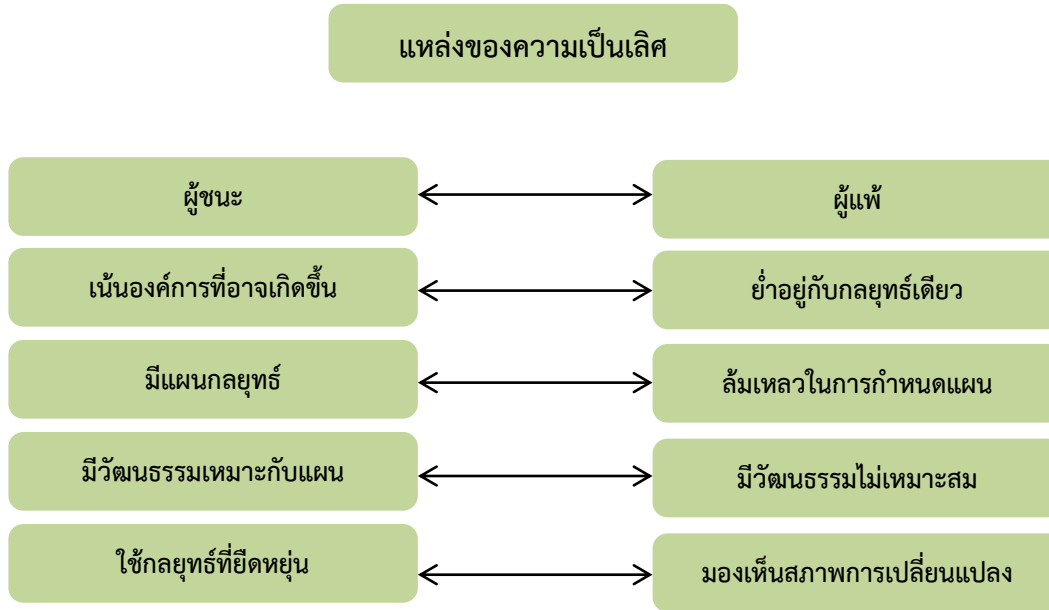 แหล่งของความเป็นเลิศ
ผู้ชนะ
ผู้แพ้
เน้นองค์การที่อาจเกิดขึ้น
ย่ำอยู่กับกลยุทธ์เดียว
มีแผนกลยุทธ์
ล้มเหลวในการกำหนดแผน
มีวัฒนธรรมเหมาะกับแผน
มีวัฒนธรรมไม่เหมาะสม
ใช้กลยุทธ์ที่ยืดหยุ่น
มองเห็นสภาพการเปลี่ยนแปลง